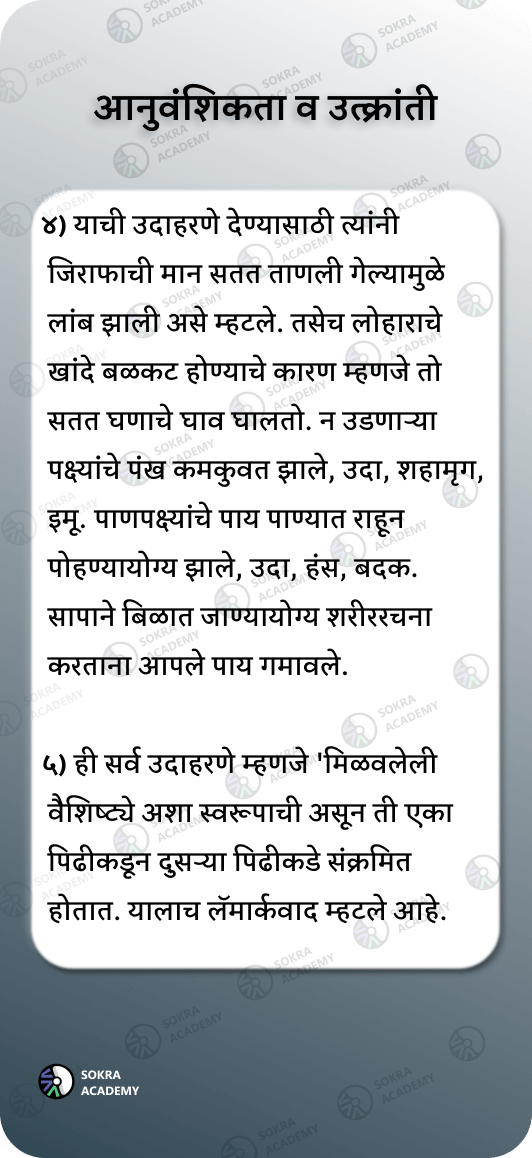 आनुवंशिकता व उत्क्रांती
४) याची उदाहरणे देण्यासाठी त्यांनी
जिराफाची मान सतत ताणली गेल्यामुळे
लांब झाली असे म्हटले. तसेच लोहाराचे
खांदे बळकट होण्याचे कारण म्हणजे तो
सतत घणाचे घाव घालतो. न उडणाऱ्या
पक्ष्यांचे पंख कमकुवत झाले, उदा, शहामृग,
इमू. पाणपक्ष्यांचे पाय पाण्यात राहून
पोहण्यायोग्य झाले, उदा, हंस, बदक.
सापाने बिळात जाण्यायोग्य शरीररचना
करताना आपले पाय गमावले.
५) ही सर्व उदाहरणे म्हणजे 'मिळवलेली
वैशिष्ट्ये अशा स्वरूपाची असून ती एका
पिढीकडून दुसऱ्या पिढीकडे संक्रमित
होतात. यालाच लॅमार्कवाद म्हटले आहे.
SOKRA
ACADEMY